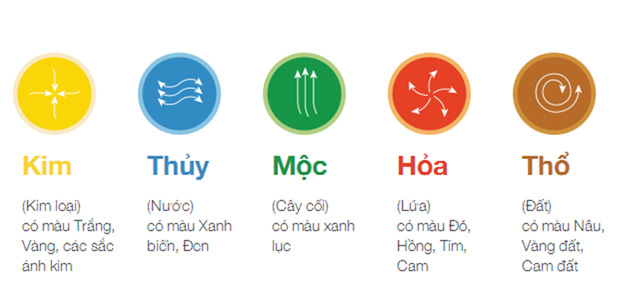 Kim
(Kim loại)
có màu Trắng,
Vàng, các sắc
ánh kim
Thủy
(Nước)
có màu Xanh
biển, Đen
Mộc
(Cây cối)
có màu xanh
lục
Hỏa
(Lửa)
có màu Đỏ,
Hồng, Tím,
Cam
Thổ
(Đất)
có màu Nâu,
Vàng đất,
Cam đất